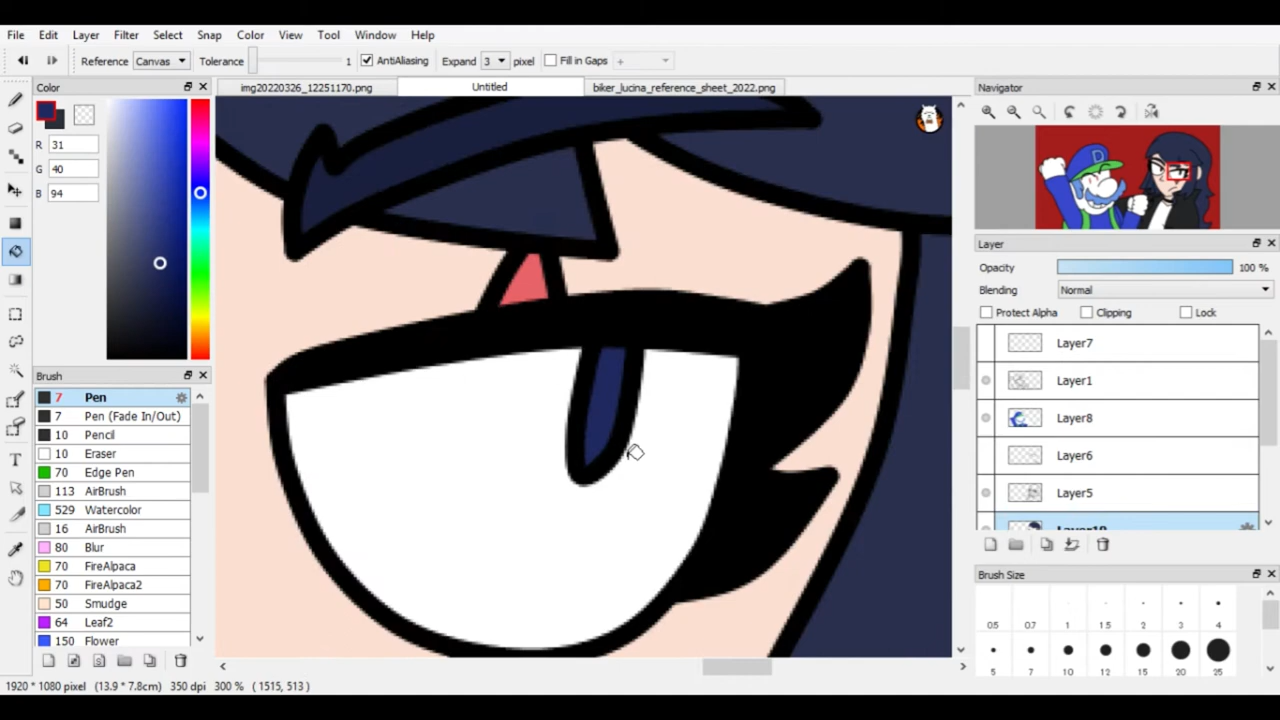 File Edit Layer Filter Select Snap Color View Tool Window Help
Reference Canvas Tolerance 1 AntiAliasing Expand 3 pixel Fill in Gaps +
Color
img20220326_12251170.png Untitled biker_lucina_reference_sheet_2022.png
Navigator
R 31
G 40
B 94
D
Layer
Opacity 100 %
Blending Normal
Protect Alpha Clipping Lock
Layer7
Layer1
Layer8
Layer6
Layer5
Layer10
Brush
7 Pen
7 Pen (Fade In/Out)
10 Pencil
10 Eraser
70 Edge Pen
113 AirBrush
529 Watercolor
16 AirBrush
80 Blur
70 FireAlpaca
70 FireAlpaca2
50 Smudge
64 Leaf2
150 Flower
T
Brush Size
0.5 0.7 1 1.5 2 3 4
5 7 10 12 15 20 25
1920 * 1080 pixel (13.9 * 7.8cm) 350 dpi 300 % ( 1515, 513 )